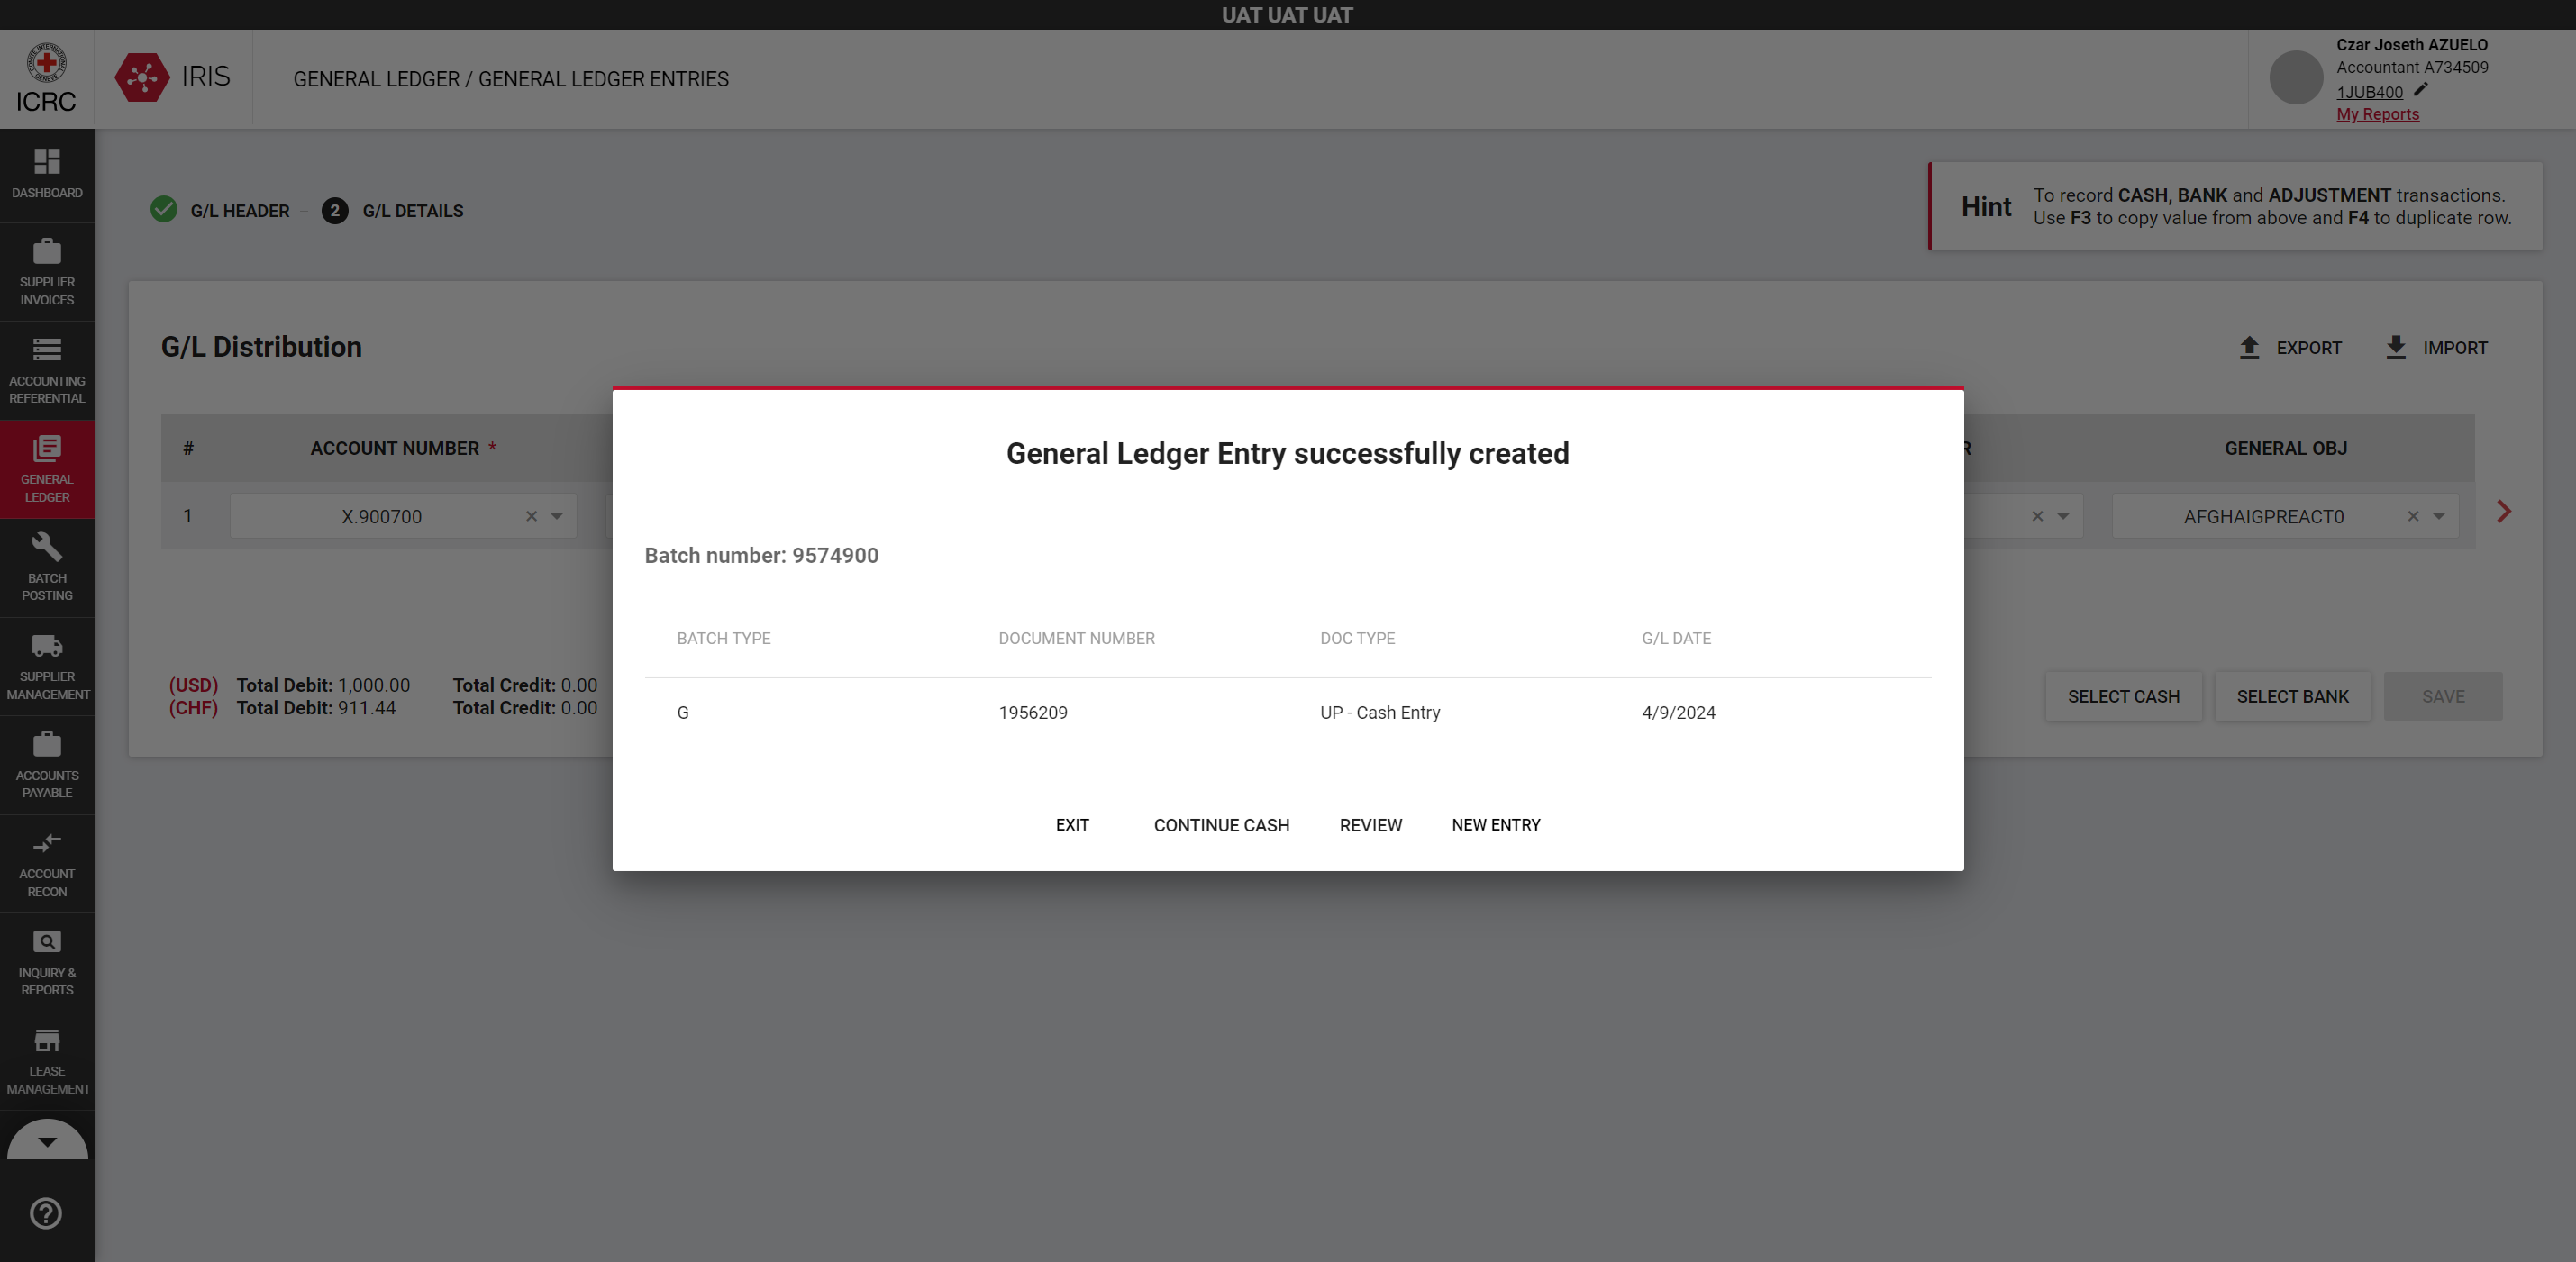 UAT UAT UAT
ICRC
IRIS
GENERAL LEDGER / GENERAL LEDGER ENTRIES
Czar Joseth AZUELO
Accountant A734509
1JUB400
My Reports
DASHBOARD
SUPPLIER
INVOICES
ACCOUNTING
REFERENTIAL
GENERAL
LEDGER
BATCH
POSTING
SUPPLIER
MANAGEMENT
ACCOUNTS
PAYABLE
ACCOUNT
RECON
INQUIRY &
REPORTS
LEASE
MANAGEMENT
G/L HEADER
2 G/L DETAILS
Hint
To record CASH, BANK and ADJUSTMENT transactions.
Use F3 to copy value from above and F4 to duplicate row.
G/L Distribution
EXPORT
IMPORT
# ACCOUNT NUMBER * R GENERAL OBJ
1 X.900700 AFGHAIGPREACT0
(USD) Total Debit: 1,000.00 Total Credit: 0.00
(CHF) Total Debit: 911.44 Total Credit: 0.00
SELECT CASH
SELECT BANK
SAVE
General Ledger Entry successfully created
Batch number: 9574900
BATCH TYPE DOCUMENT NUMBER DOC TYPE G/L DATE
G 1956209 UP - Cash Entry 4/9/2024
EXIT CONTINUE CASH REVIEW NEW ENTRY